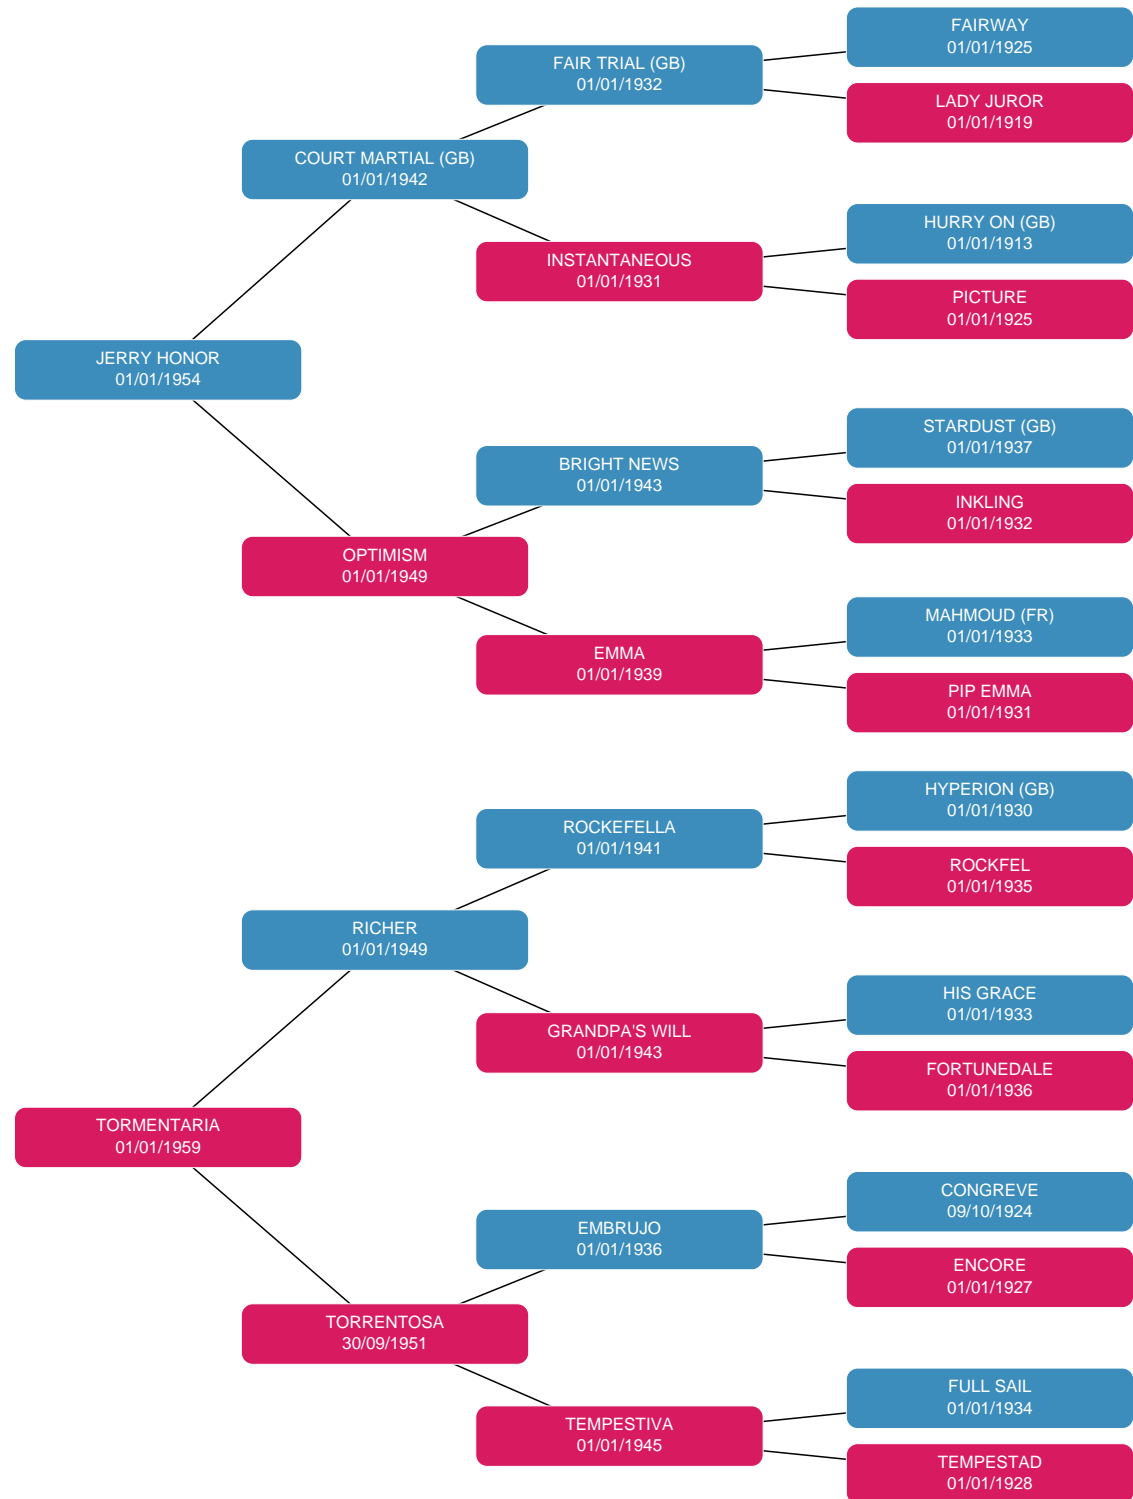 FAIRWAY
01/01/1925
FAIR TRIAL (GB)
01/01/1932
LADY JUROR
01/01/1919
COURT MARTIAL (GB)
01/01/1942
HURRY ON (GB)
01/01/1913
INSTANTANEOUS
01/01/1931
PICTURE
01/01/1925
JERRY HONOR
01/01/1954
STARDUST (GB)
01/01/1937
BRIGHT NEWS
01/01/1943
INKLING
01/01/1932
OPTIMISM
01/01/1949
MAHMOUD (FR)
01/01/1933
EMMA
01/01/1939
PIP EMMA
01/01/1931
HYPERION (GB)
01/01/1930
ROCKEFELLA
01/01/1941
ROCKFEL
01/01/1935
RICHER
01/01/1949
HIS GRACE
01/01/1933
GRANDPA'S WILL
01/01/1943
FORTUNEDALE
01/01/1936
TORMENTARIA
01/01/1959
CONGREVE
09/10/1924
EMBRUJO
01/01/1936
ENCORE
01/01/1927
TORRENTOSA
30/09/1951
FULL SAIL
01/01/1934
TEMPESTIVA
01/01/1945
TEMPESTAD
01/01/1928